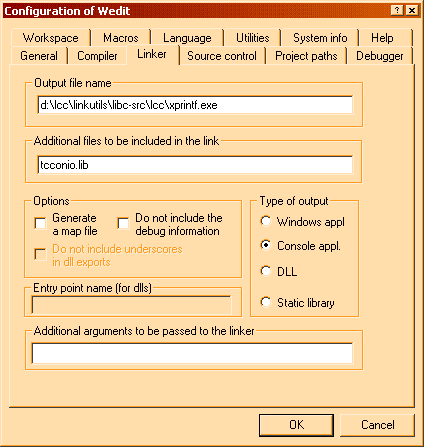 Configuration of Wedit
Workspace Macros Language Utilities System info Help
General Compiler Linker Source control Project paths Debugger
Output file name
d:\lcc\linkutils\libc-src\lcc\xprintf.exe
Additional files to be included in the link
tcconio.lib
Options
Generate a map file
Do not include the debug information
Do not include underscores in dll exports
Type of output
Windows appl
Console appl.
DLL
Static library
Entry point name (for dlls)
Additional arguments to be passed to the linker
OK Cancel